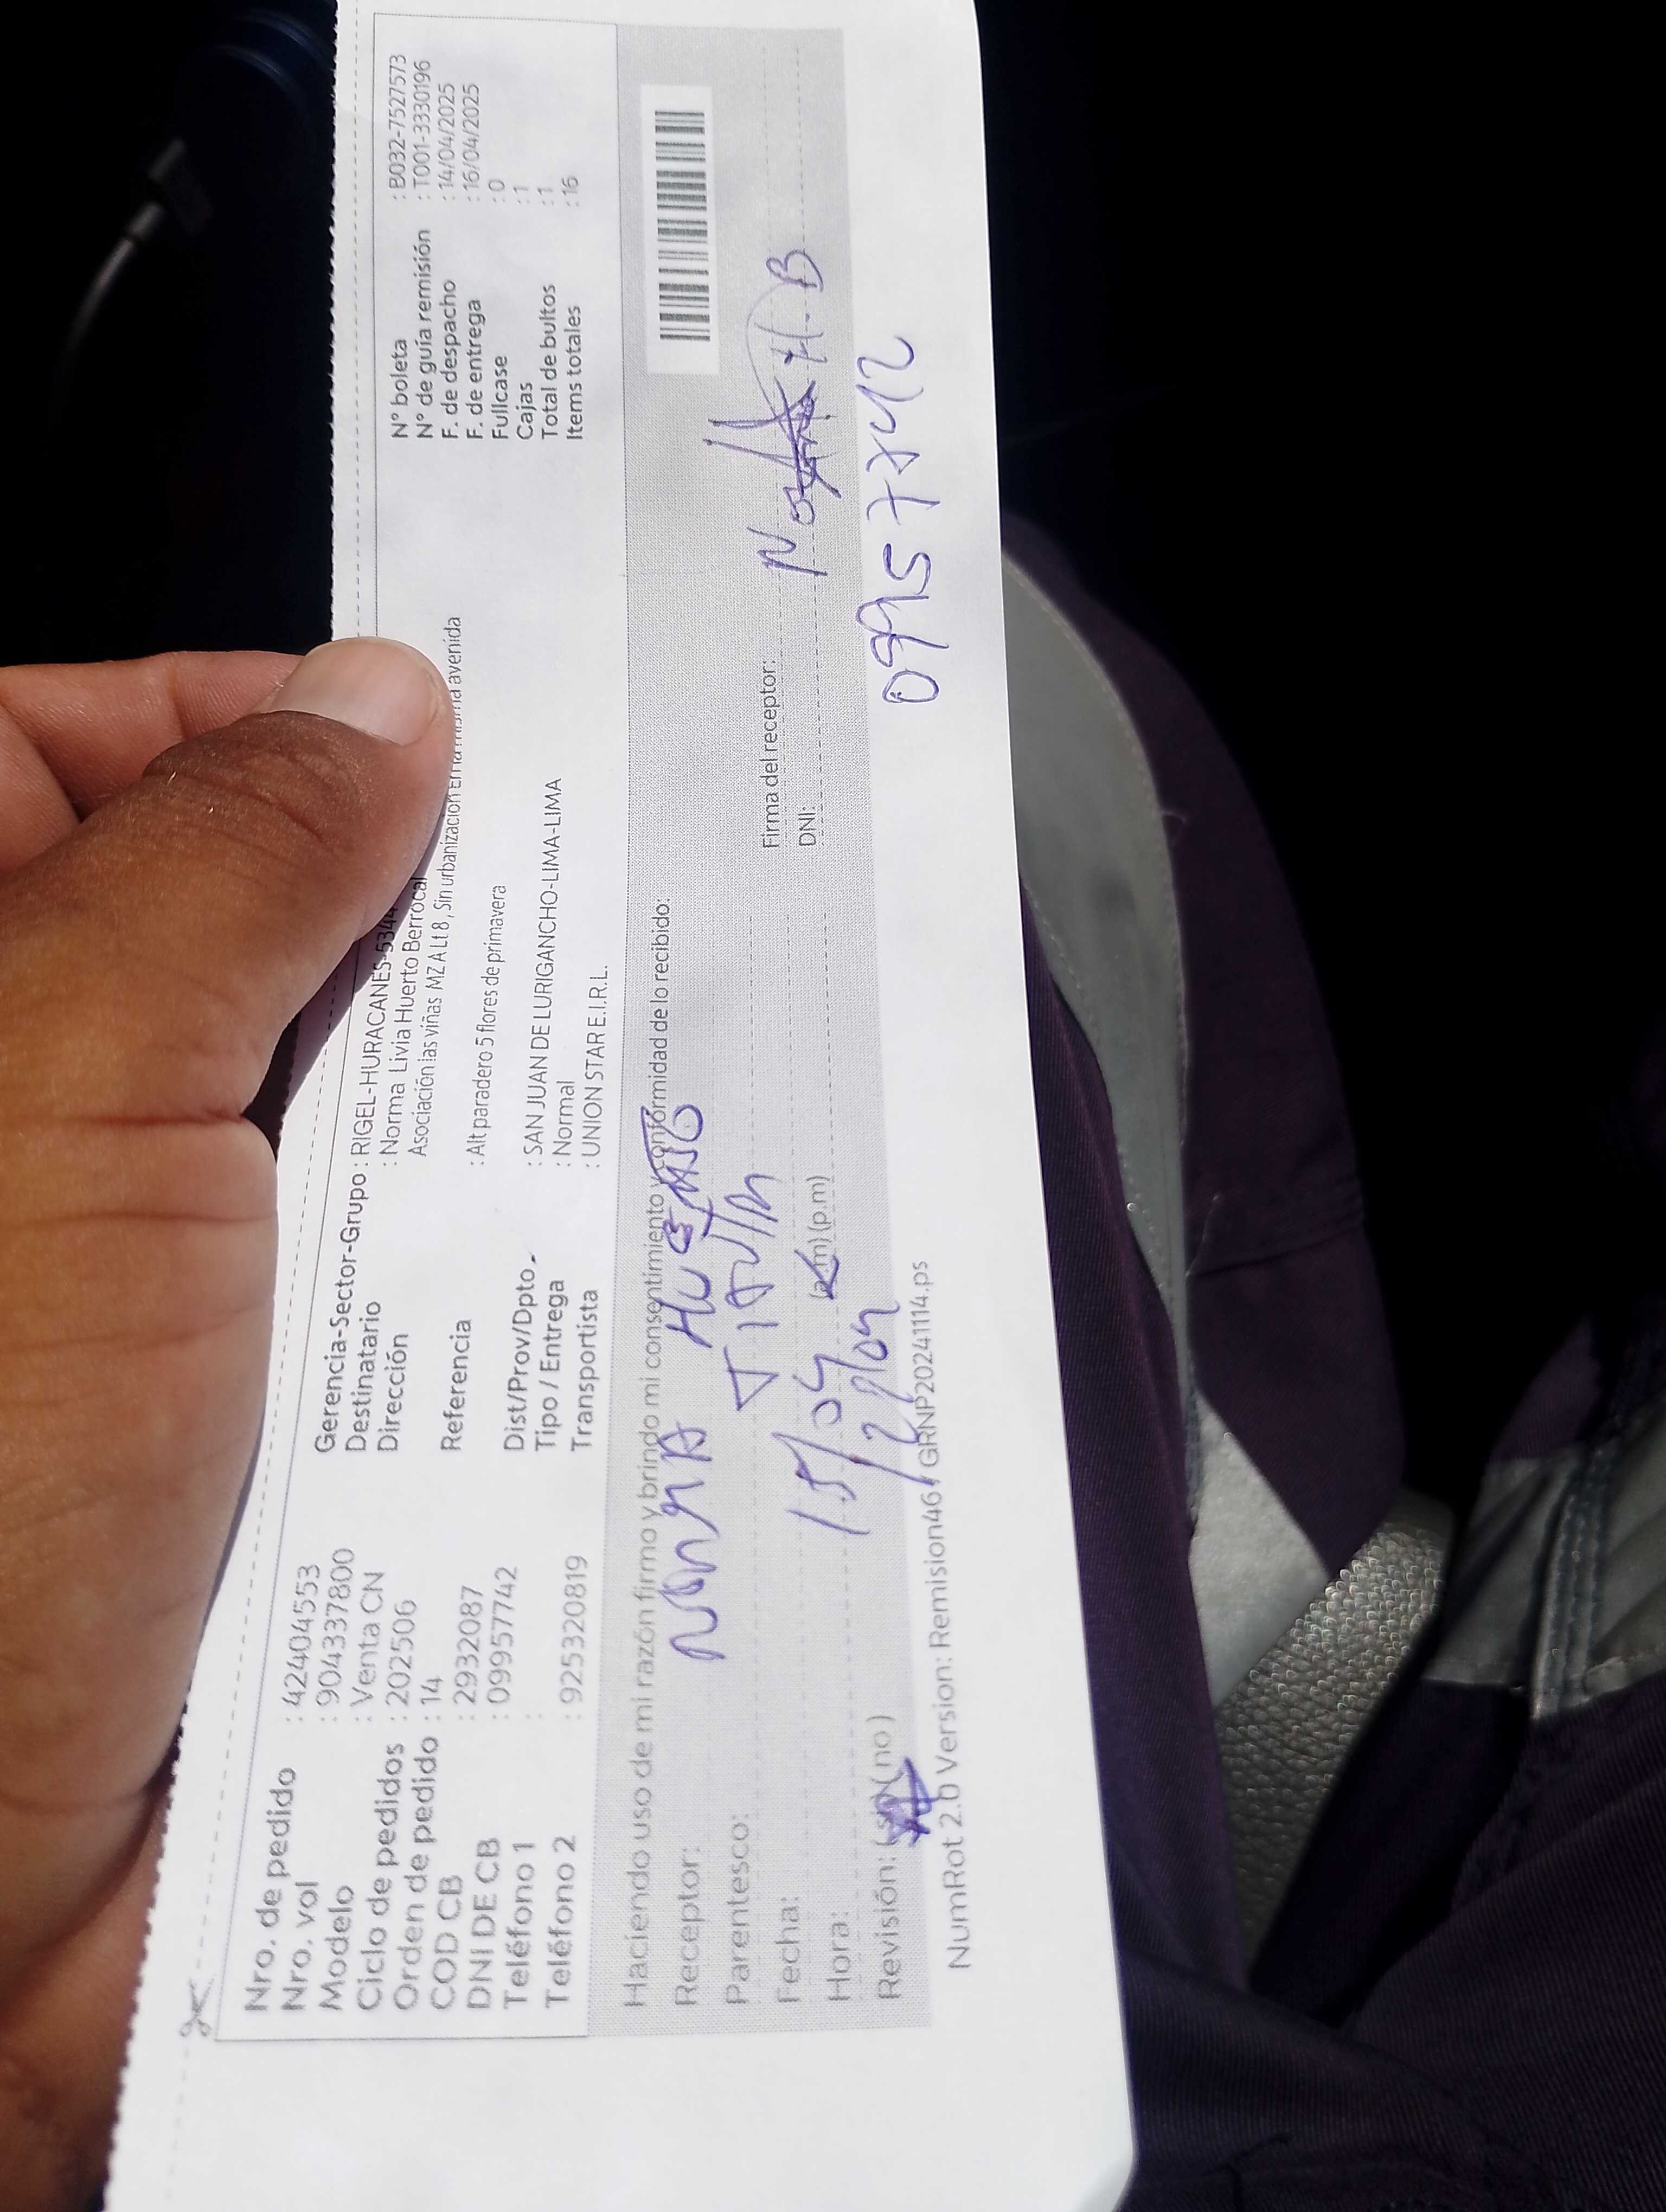 Nro. de pedido : 42404553
Nro. vol : 904337800
Modelo : Venta CN
Ciclo de pedidos : 202506
Orden de pedido : 14
COD CB : 2932087
DNI DE CB : 09957742
Teléfono 1 :
Teléfono 2 : 925320819
Gerencia-Sector-Grupo : RIGEL-HURACANES-5344
Destinatario : Norma Livia Huerto Berrocal
Dirección Asociación las viñas MZ A Lt 8, Sin urbanizacion En la misma avenida
Referencia : Alt paradero 5 flores de primavera
Dist/Prov/Dpto. : SAN JUAN DE LURIGANCHO-LIMA-LIMA
Tipo / Entrega : Normal
Transportista : UNION STAR E.I.R.L.
N° boleta : B032-7527573
N° de guía remisión : T001-3330196
F. de despacho : 14/04/2025
F. de entrega : 16/04/2025
Fullcase : 0
Cajas : 1
Total de bultos : 1
Items totales : 16
Haciendo uso de mi razón firmo y brindo mi consentimiento y conformidad de lo recibido:
Receptor: NORMA
Parentesco:
Fecha: 15/04
Hora: (a.m) (p.m)
Revisión: (si) (no)
Firma del receptor: H.B
DNI: 09957742
NumRot 2.0 Version: Remision46 / GRNP20241114.ps